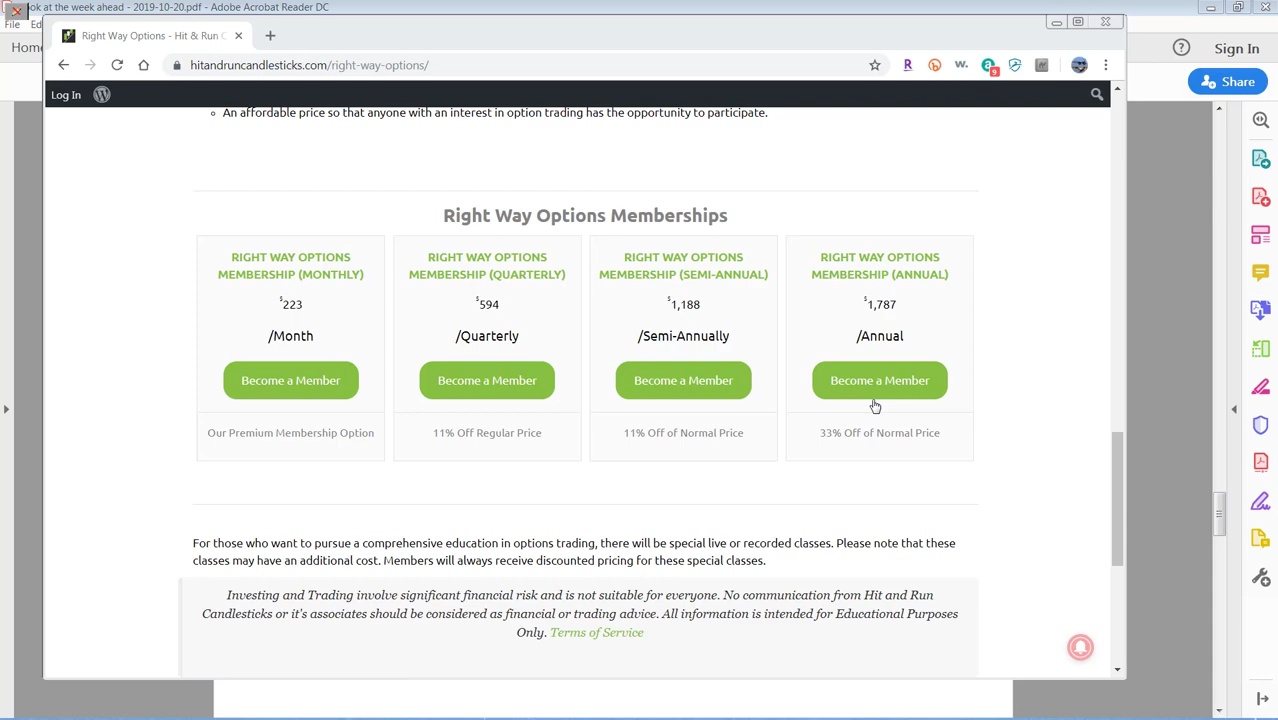 ook at the week ahead - 2019-10-20.pdf - Adobe Acrobat Reader DC
File Ed
Hom
Sign In
Share
Right Way Options - Hit & Run C
hitandruncandlesticks.com/right-way-options/
9
Log In
An affordable price so that anyone with an interest in option trading has the opportunity to participate.
Right Way Options Memberships
RIGHT WAY OPTIONS
MEMBERSHIP (MONTHLY)
$223
/Month
Become a Member
Our Premium Membership Option
RIGHT WAY OPTIONS
MEMBERSHIP (QUARTERLY)
$594
/Quarterly
Become a Member
11% Off Regular Price
RIGHT WAY OPTIONS
MEMBERSHIP (SEMI-ANNUAL)
$1,188
/Semi-Annually
Become a Member
11% Off of Normal Price
RIGHT WAY OPTIONS
MEMBERSHIP (ANNUAL)
$1,787
/Annual
Become a Member
33% Off of Normal Price
For those who want to pursue a comprehensive education in options trading, there will be special live or recorded classes. Please note that these
classes may have an additional cost. Members will always receive discounted pricing for these special classes.
Investing and Trading involve significant financial risk and is not suitable for everyone. No communication from Hit and Run
Candlesticks or it's associates should be considered as financial or trading advice. All information is intended for Educational Purposes
Only. Terms of Service